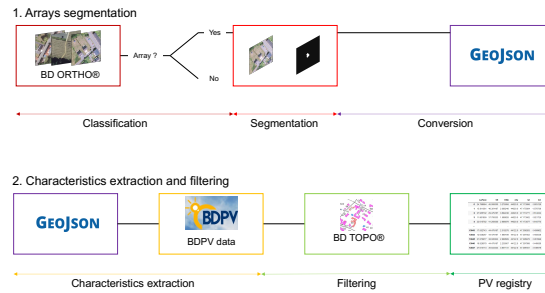 1. Arrays segmentation
BD ORTHO®
Array ?
Yes
No
GEOJSON
Classification
Segmentation
Conversion
2. Characteristics extraction and filtering
GEOJSON
BDPV
BDPV data
BD TOPO®
Characteristics extraction
Filtering
PV registry